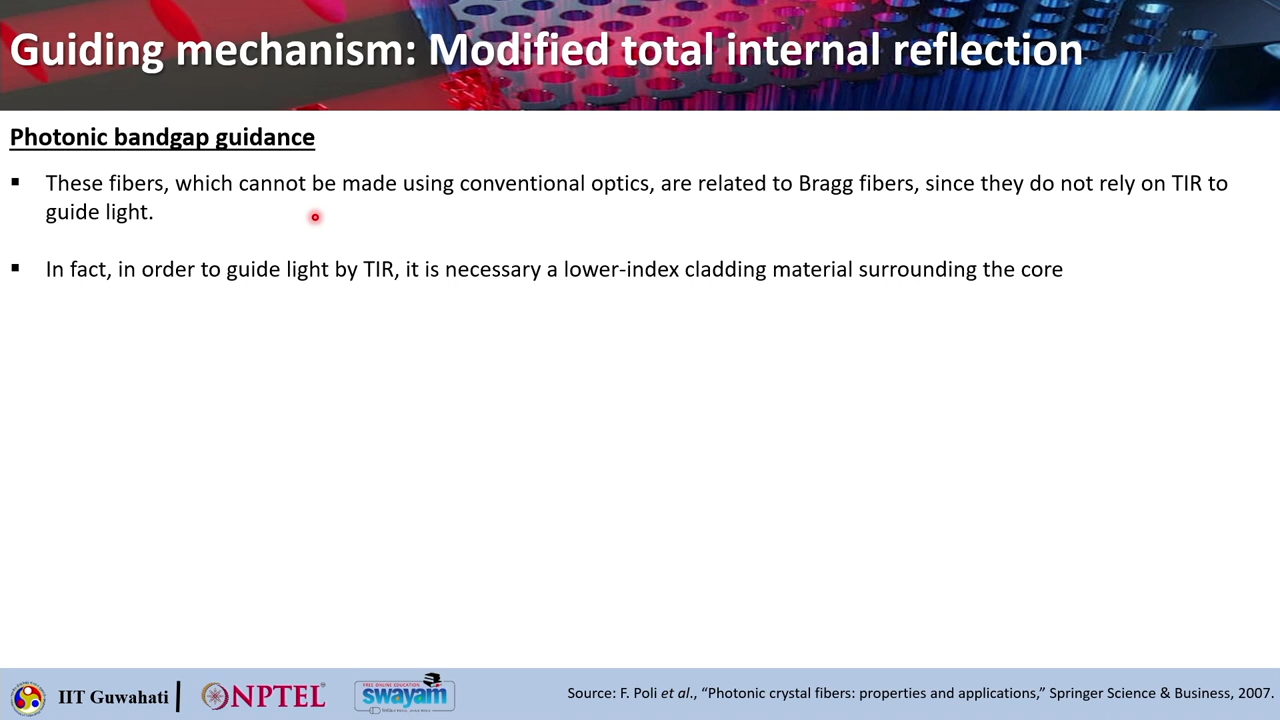 Guiding mechanism: Modified total internal reflection
Photonic bandgap guidance
▪ These fibers, which cannot be made using conventional optics, are related to Bragg fibers, since they do not rely on TIR to
guide light.
▪ In fact, in order to guide light by TIR, it is necessary a lower-index cladding material surrounding the core
IIT Guwahati
NPTEL
FREE ONLINE EDUCATION
swayam
Source: F. Poli et al., “Photonic crystal fibers: properties and applications,” Springer Science & Business, 2007.